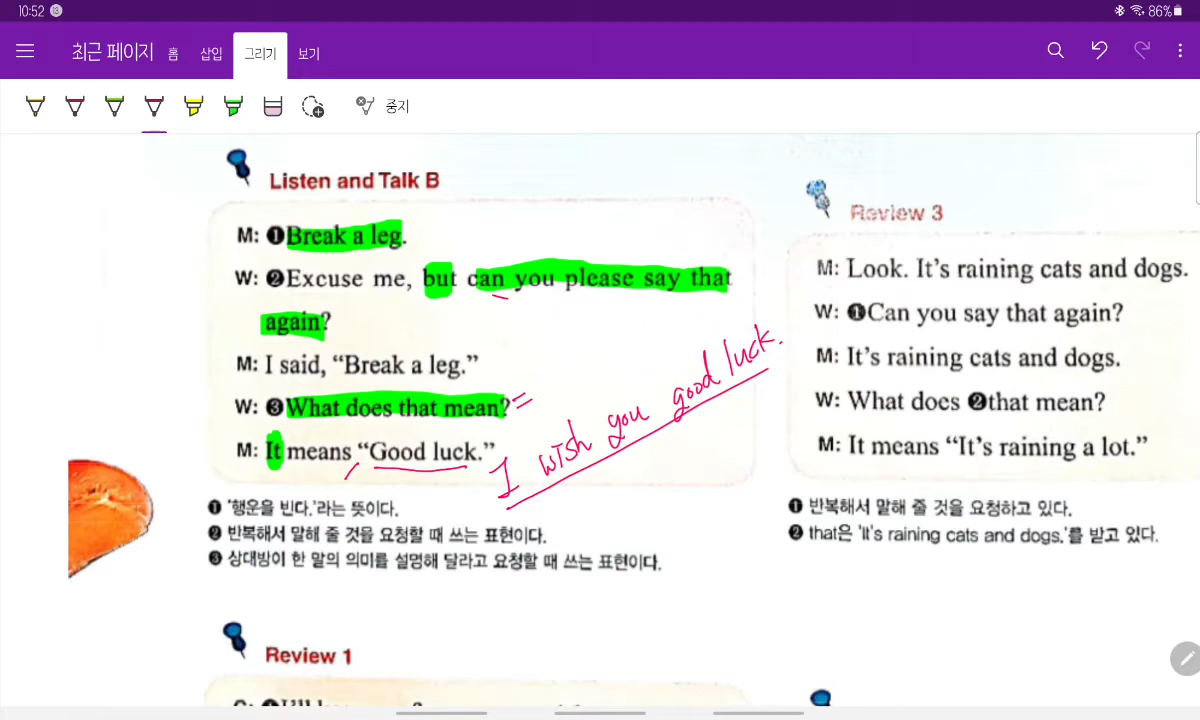 10:52
86%
최근 페이지 홈 삽입 그리기 보기
중지
Listen and Talk B
M: ❶Break a leg.
W: ❷Excuse me, but can you please say that
again?
M: I said, “Break a leg.”
W: ❸What does that mean? =
M: It means “Good luck.”
I wish you good luck.
❶ ‘행운을 빈다.’라는 뜻이다.
❷ 반복해서 말해 줄 것을 요청할 때 쓰는 표현이다.
❸ 상대방이 한 말의 의미를 설명해 달라고 요청할 때 쓰는 표현이다.
Review 1
Review 3
M: Look. It’s raining cats and dogs.
W: ❶Can you say that again?
M: It’s raining cats and dogs.
W: What does ❷that mean?
M: It means “It’s raining a lot.”
❶ 반복해서 말해 줄 것을 요청하고 있다.
❷ that은 ‘It’s raining cats and dogs.’를 받고 있다.